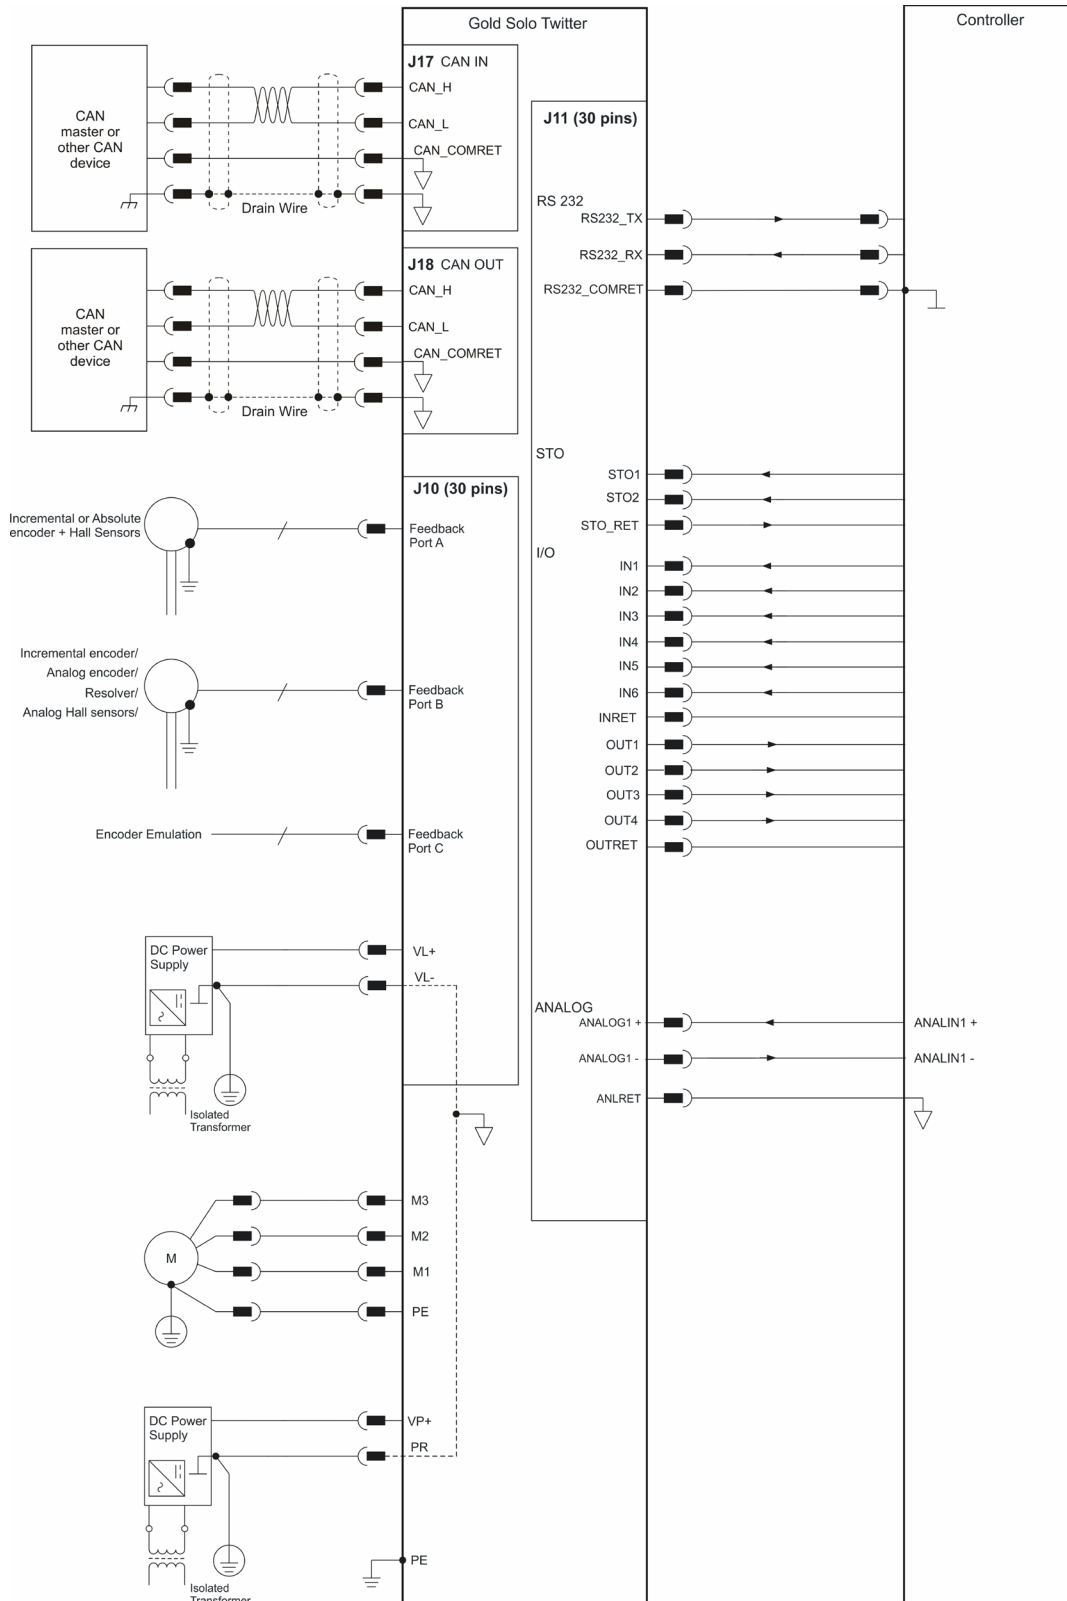 Gold Solo Twitter
Controller
J17 CAN IN
CAN_H
CAN_L
CAN_COMRET
CAN
master or
other CAN
device
Drain Wire
J18 CAN OUT
CAN_H
CAN_L
CAN_COMRET
CAN
master or
other CAN
device
Drain Wire
J10 (30 pins)
Incremental or Absolute
encoder + Hall Sensors
Feedback
Port A
Incremental encoder/
Analog encoder/
Resolver/
Analog Hall sensors/
Feedback
Port B
Encoder Emulation
Feedback
Port C
DC Power
Supply
VL+
VL-
Isolated
Transformer
M
M3
M2
M1
PE
DC Power
Supply
VP+
PR
Isolated
Transformer
PE
J11 (30 pins)
RS 232
RS232_TX
RS232_RX
RS232_COMRET
STO
STO1
STO2
STO_RET
I/O
IN1
IN2
IN3
IN4
IN5
IN6
INRET
OUT1
OUT2
OUT3
OUT4
OUTRET
ANALOG
ANALOG1 +
ANALIN1 +
ANALOG1 -
ANALIN1 -
ANLRET